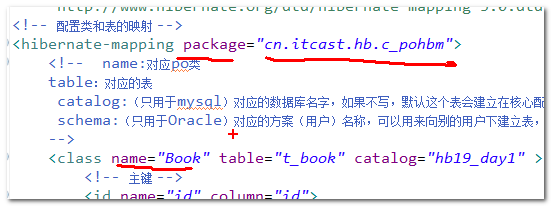 http://www.hibernate.org/dtd/hibernate-mapping-3.0.dtd
<!-- 配置类和表的映射 -->
<hibernate-mapping package="cn.itcast.hb.c_pohbm">
<!-- name:对应po类
table：对应的表
catalog:（只用于mysql）对应的数据库名字，如果不写，默认这个表会建立在核心配
schema:（只用于Oracle）对应的方案（用户）名称，可以用来向别的用户下建立表，
-->
<class name="Book" table="t_book" catalog="hb19_day1" >
<!-- 主键 -->
<id name="id" column="id">